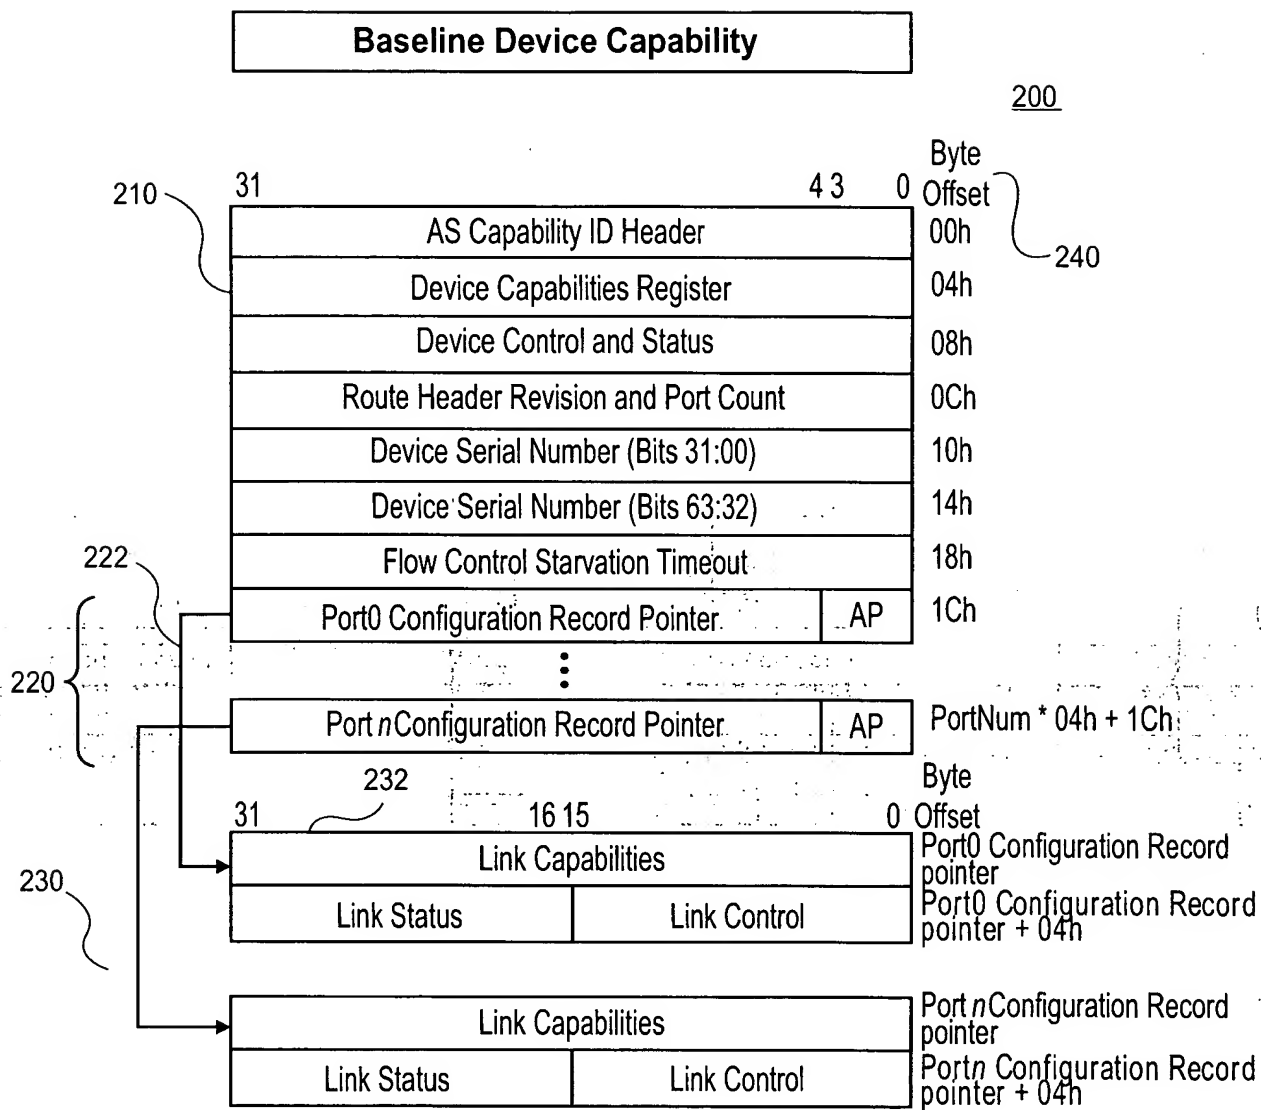 Baseline Device Capability
200
Byte
Offset
31 4 3 0
210
240
AS Capability ID Header 00h
Device Capabilities Register 04h
Device Control and Status 08h
Route Header Revision and Port Count 0Ch
Device Serial Number (Bits 31:00) 10h
Device Serial Number (Bits 63:32) 14h
Flow Control Starvation Timeout 18h
222
Port0 Configuration Record Pointer AP 1Ch
220
Port n Configuration Record Pointer AP PortNum * 04h + 1Ch
Byte
Offset
232
31 16 15 0
Link Capabilities
Port0 Configuration Record
pointer
230
Link Status Link Control
Port0 Configuration Record
pointer + 04h
Link Capabilities
Port n Configuration Record
pointer
Link Status Link Control
Portn Configuration Record
pointer + 04h